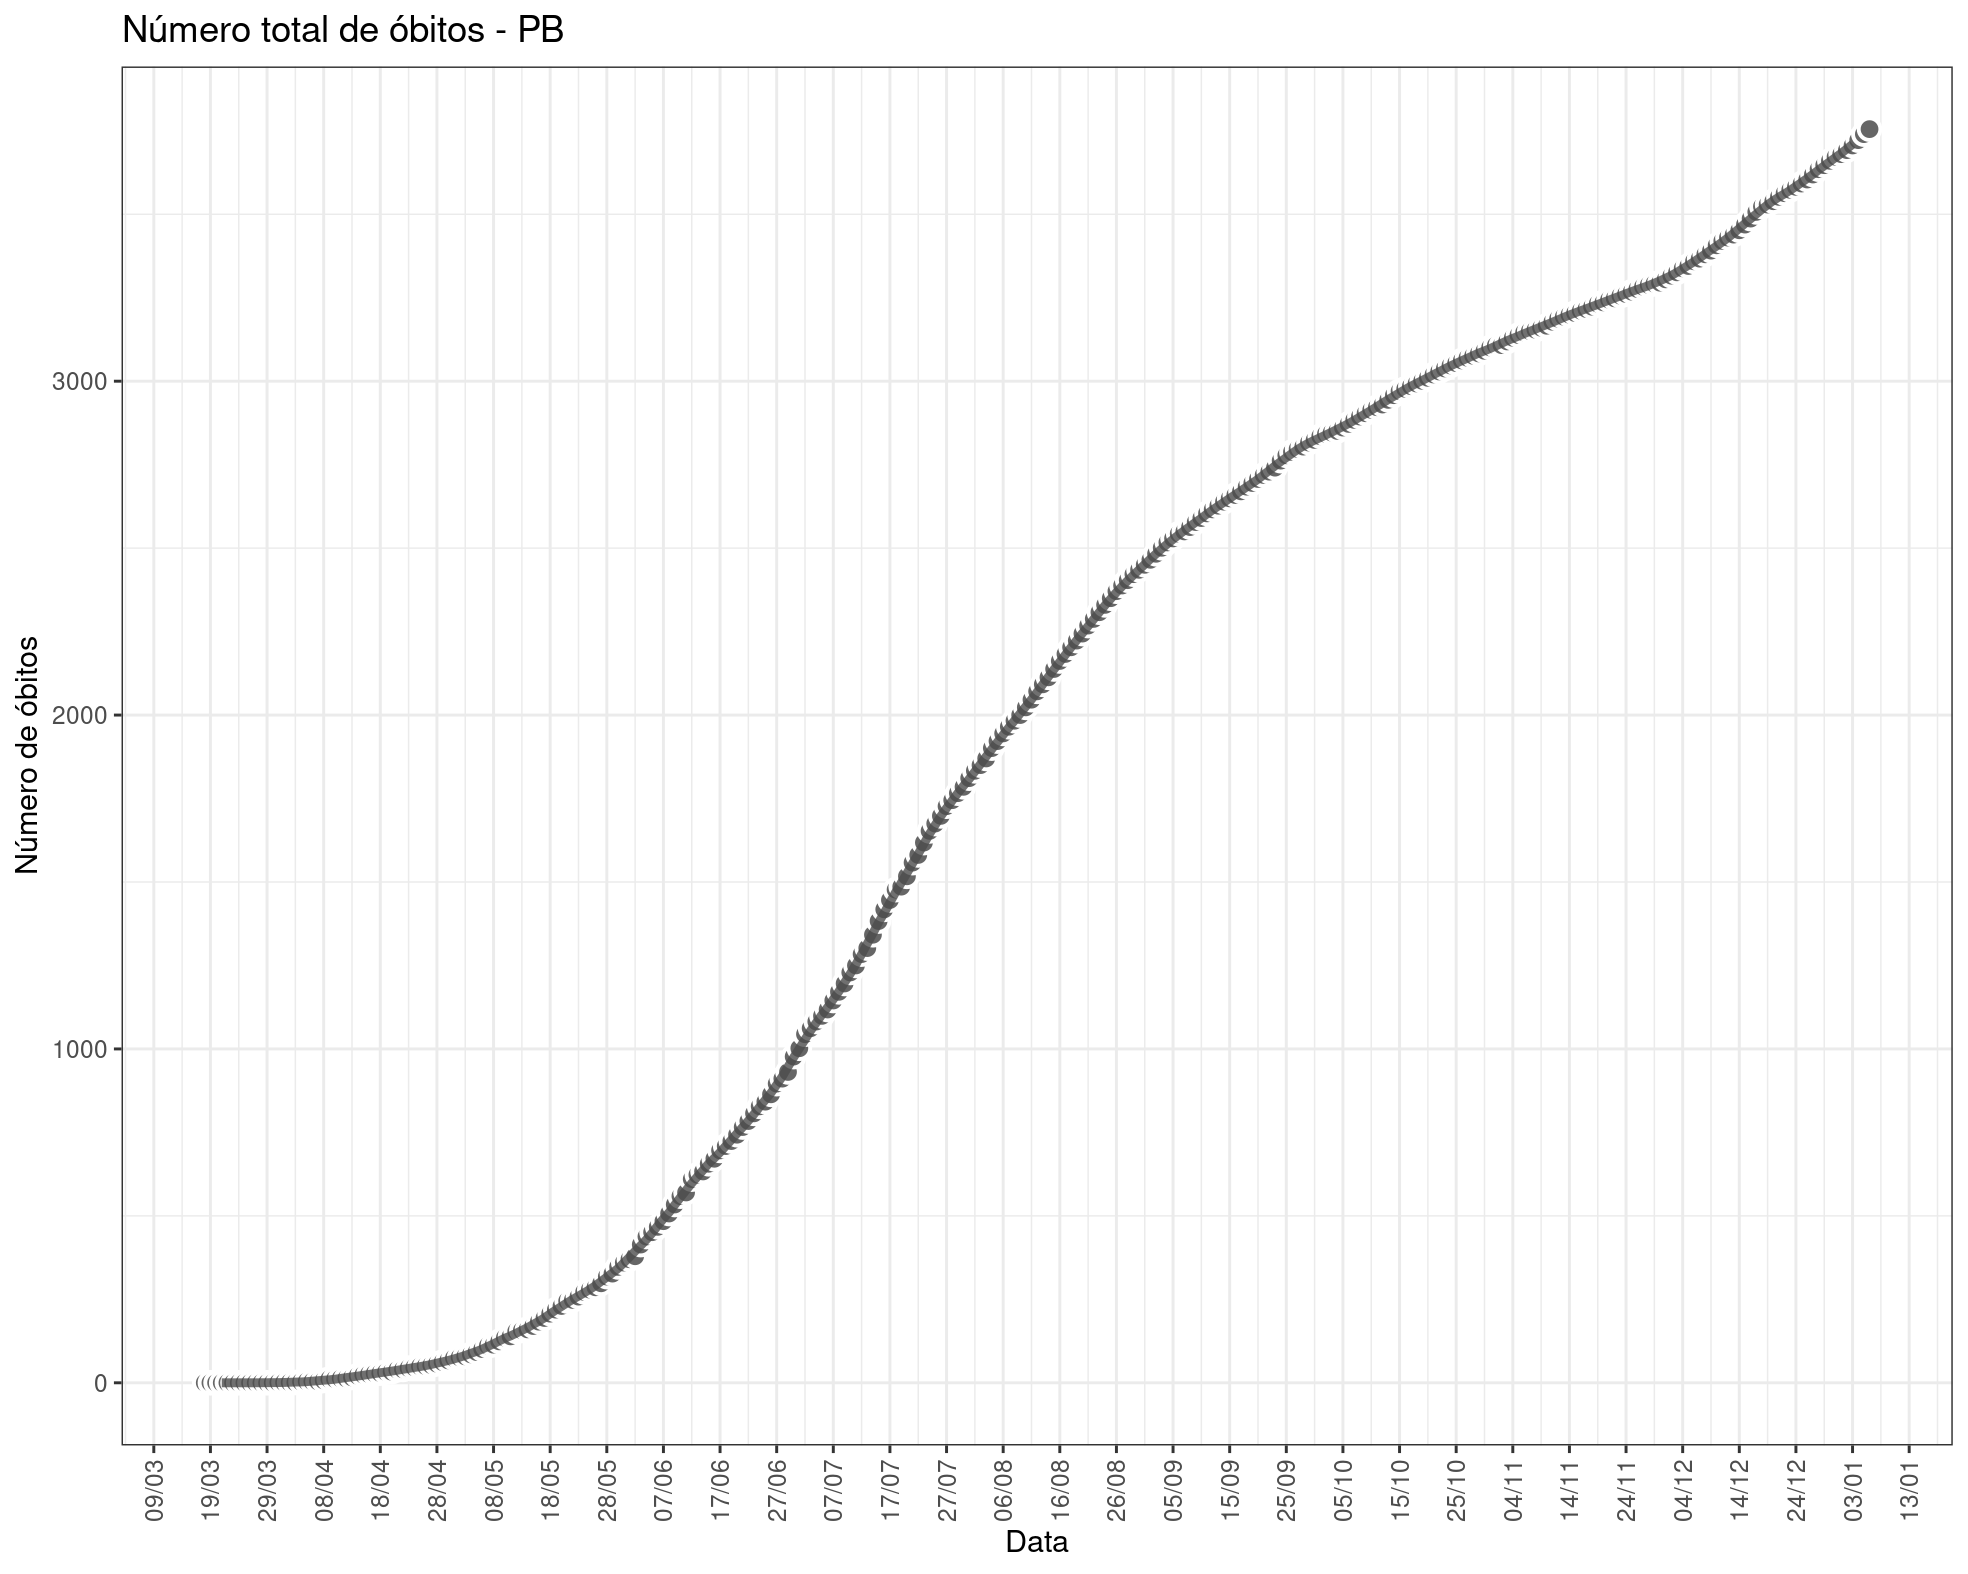 Número total de óbitos - PB
Número de óbitos
3000
2000
1000
0
09/03 19/03 29/03 08/04 18/04 28/04 08/05 18/05 28/05 07/06 17/06 27/06 07/07 17/07 27/07 06/08 16/08 26/08 05/09 15/09 25/09 05/10 15/10 25/10 04/11 14/11 24/11 04/12 14/12 24/12 03/01 13/01
Data